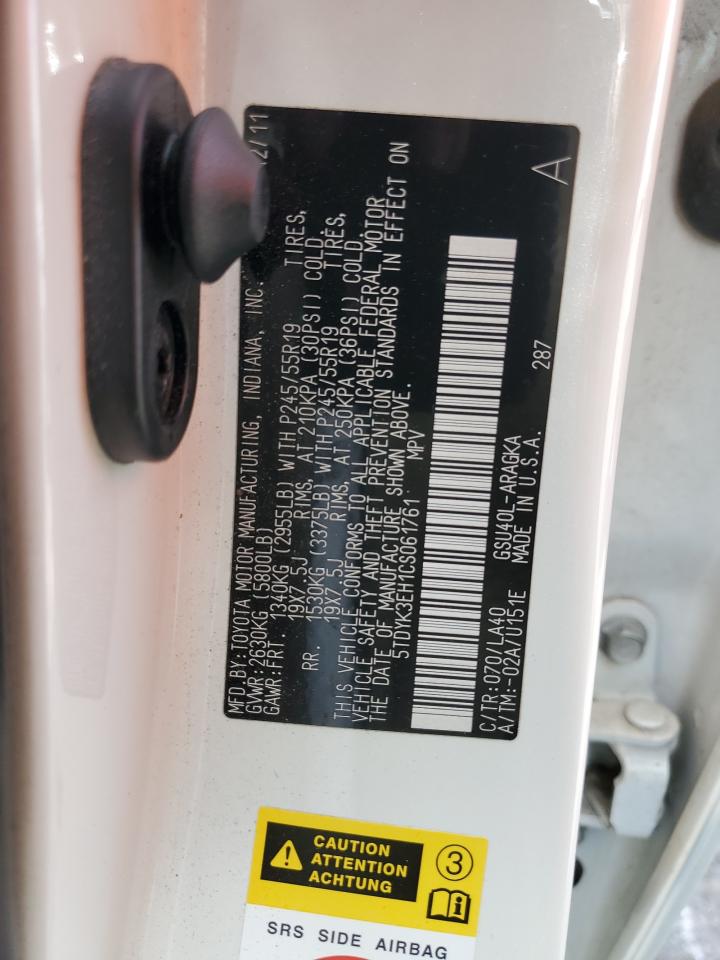 MFD.BY:TOYOTA MOTOR MANUFACTURING, INDIANA, INC. 2/11
GVWR:2630KG (5800LB)
GAWR:FRT. 1340KG (2955LB) WITH P245/55R19 TIRES,
19X7.5J RIMS, AT 210KPA (30PSI) COLD.
RR. 1530KG (3375LB) WITH P245/55R19 TIRES,
19X7.5J RIMS, AT 250KPA (36PSI) COLD.
THIS VEHICLE CONFORMS TO ALL APPLICABLE FEDERAL MOTOR
VEHICLE SAFETY AND THEFT PREVENTION STANDARDS IN EFFECT ON
THE DATE OF MANUFACTURE SHOWN ABOVE.
5TDYK3EH1CS061761 MPV
C/TR:070/LA40 GSU40L-ARAGKA
A/TM:-02A/U151E MADE IN U.S.A. 287
A
CAUTION
ATTENTION
ACHTUNG
3
SRS SIDE AIRBAG